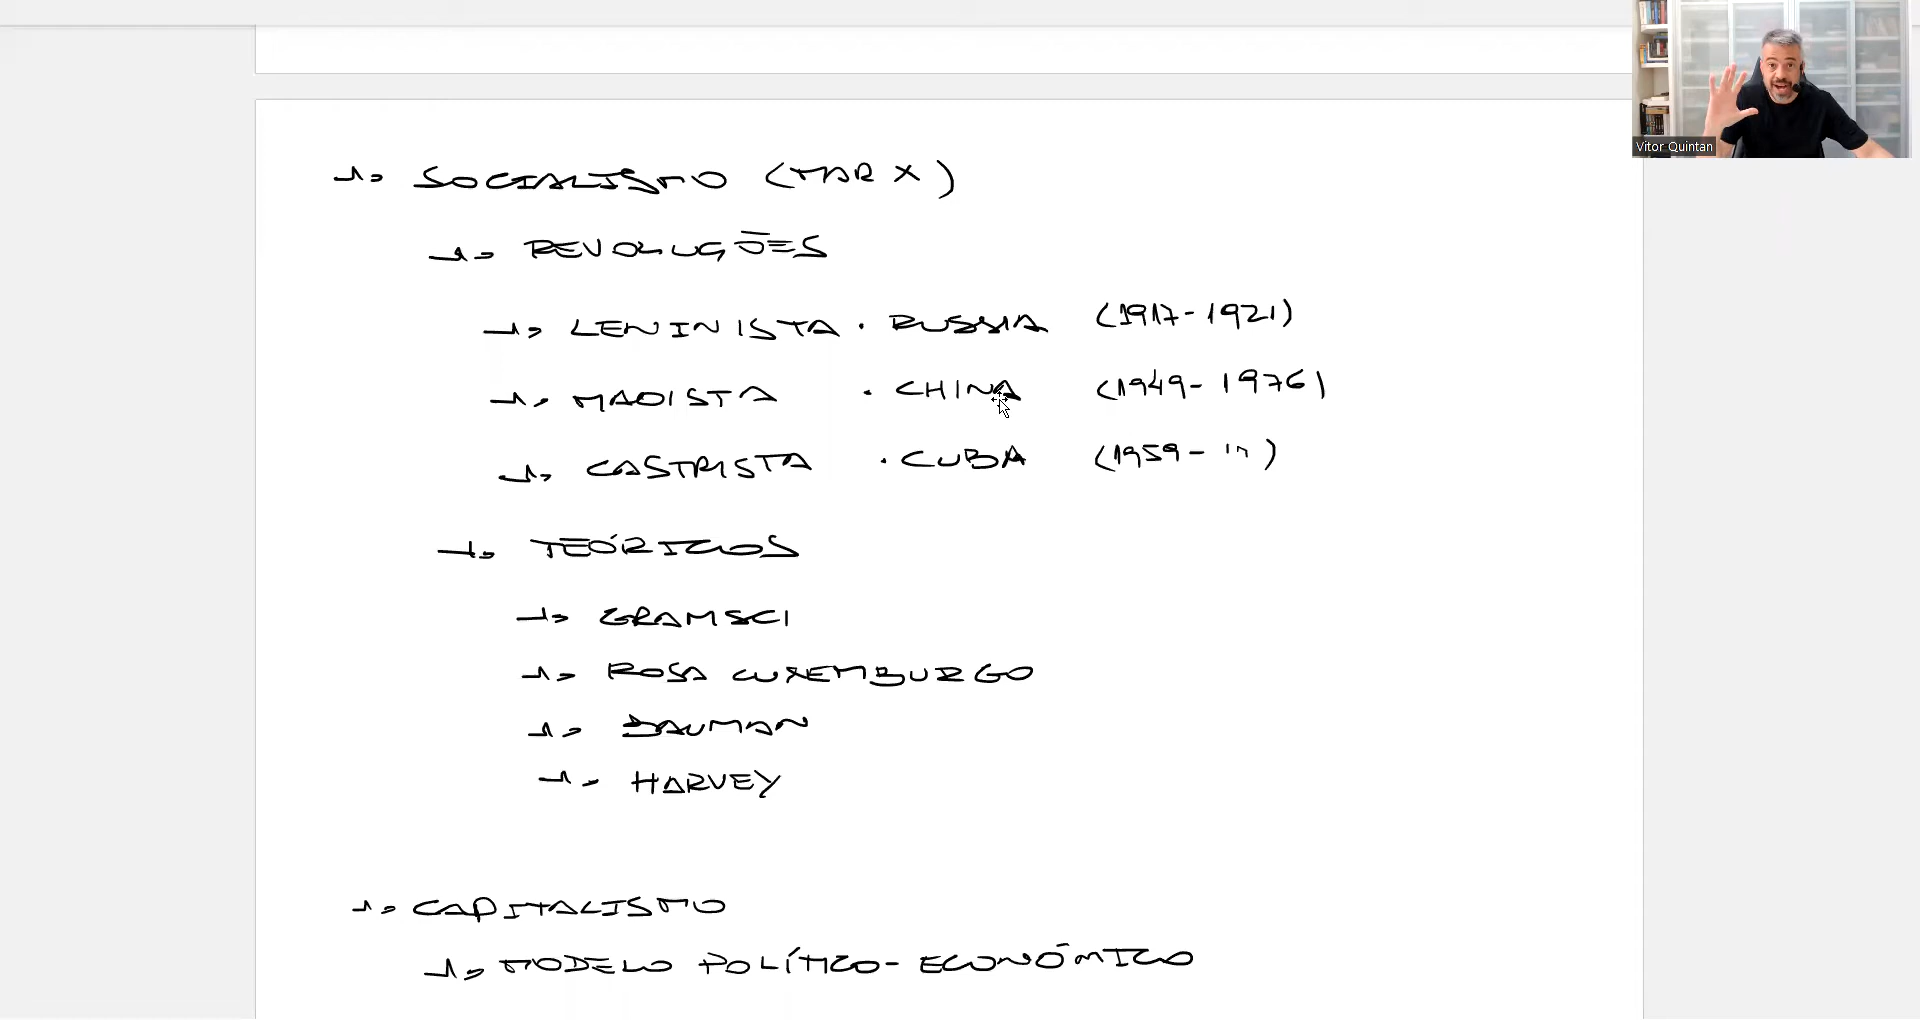 Vitor Quintan
→ SOCIALISMO (MARX)
→ REVOLUÇÕES
→ LENINISTA · RUSSIA (1917-1921)
→ MAOISTA · CHINA (1949-1976)
→ CASTRISTA · CUBA (1959-...)
→ TEÓRICOS
→ GRAMSCI
→ ROSA LUXEMBURGO
→ BAUMAN
→ HARVEY
→ CAPITALISMO
→ MODELO POLÍTICO-ECONÔMICO